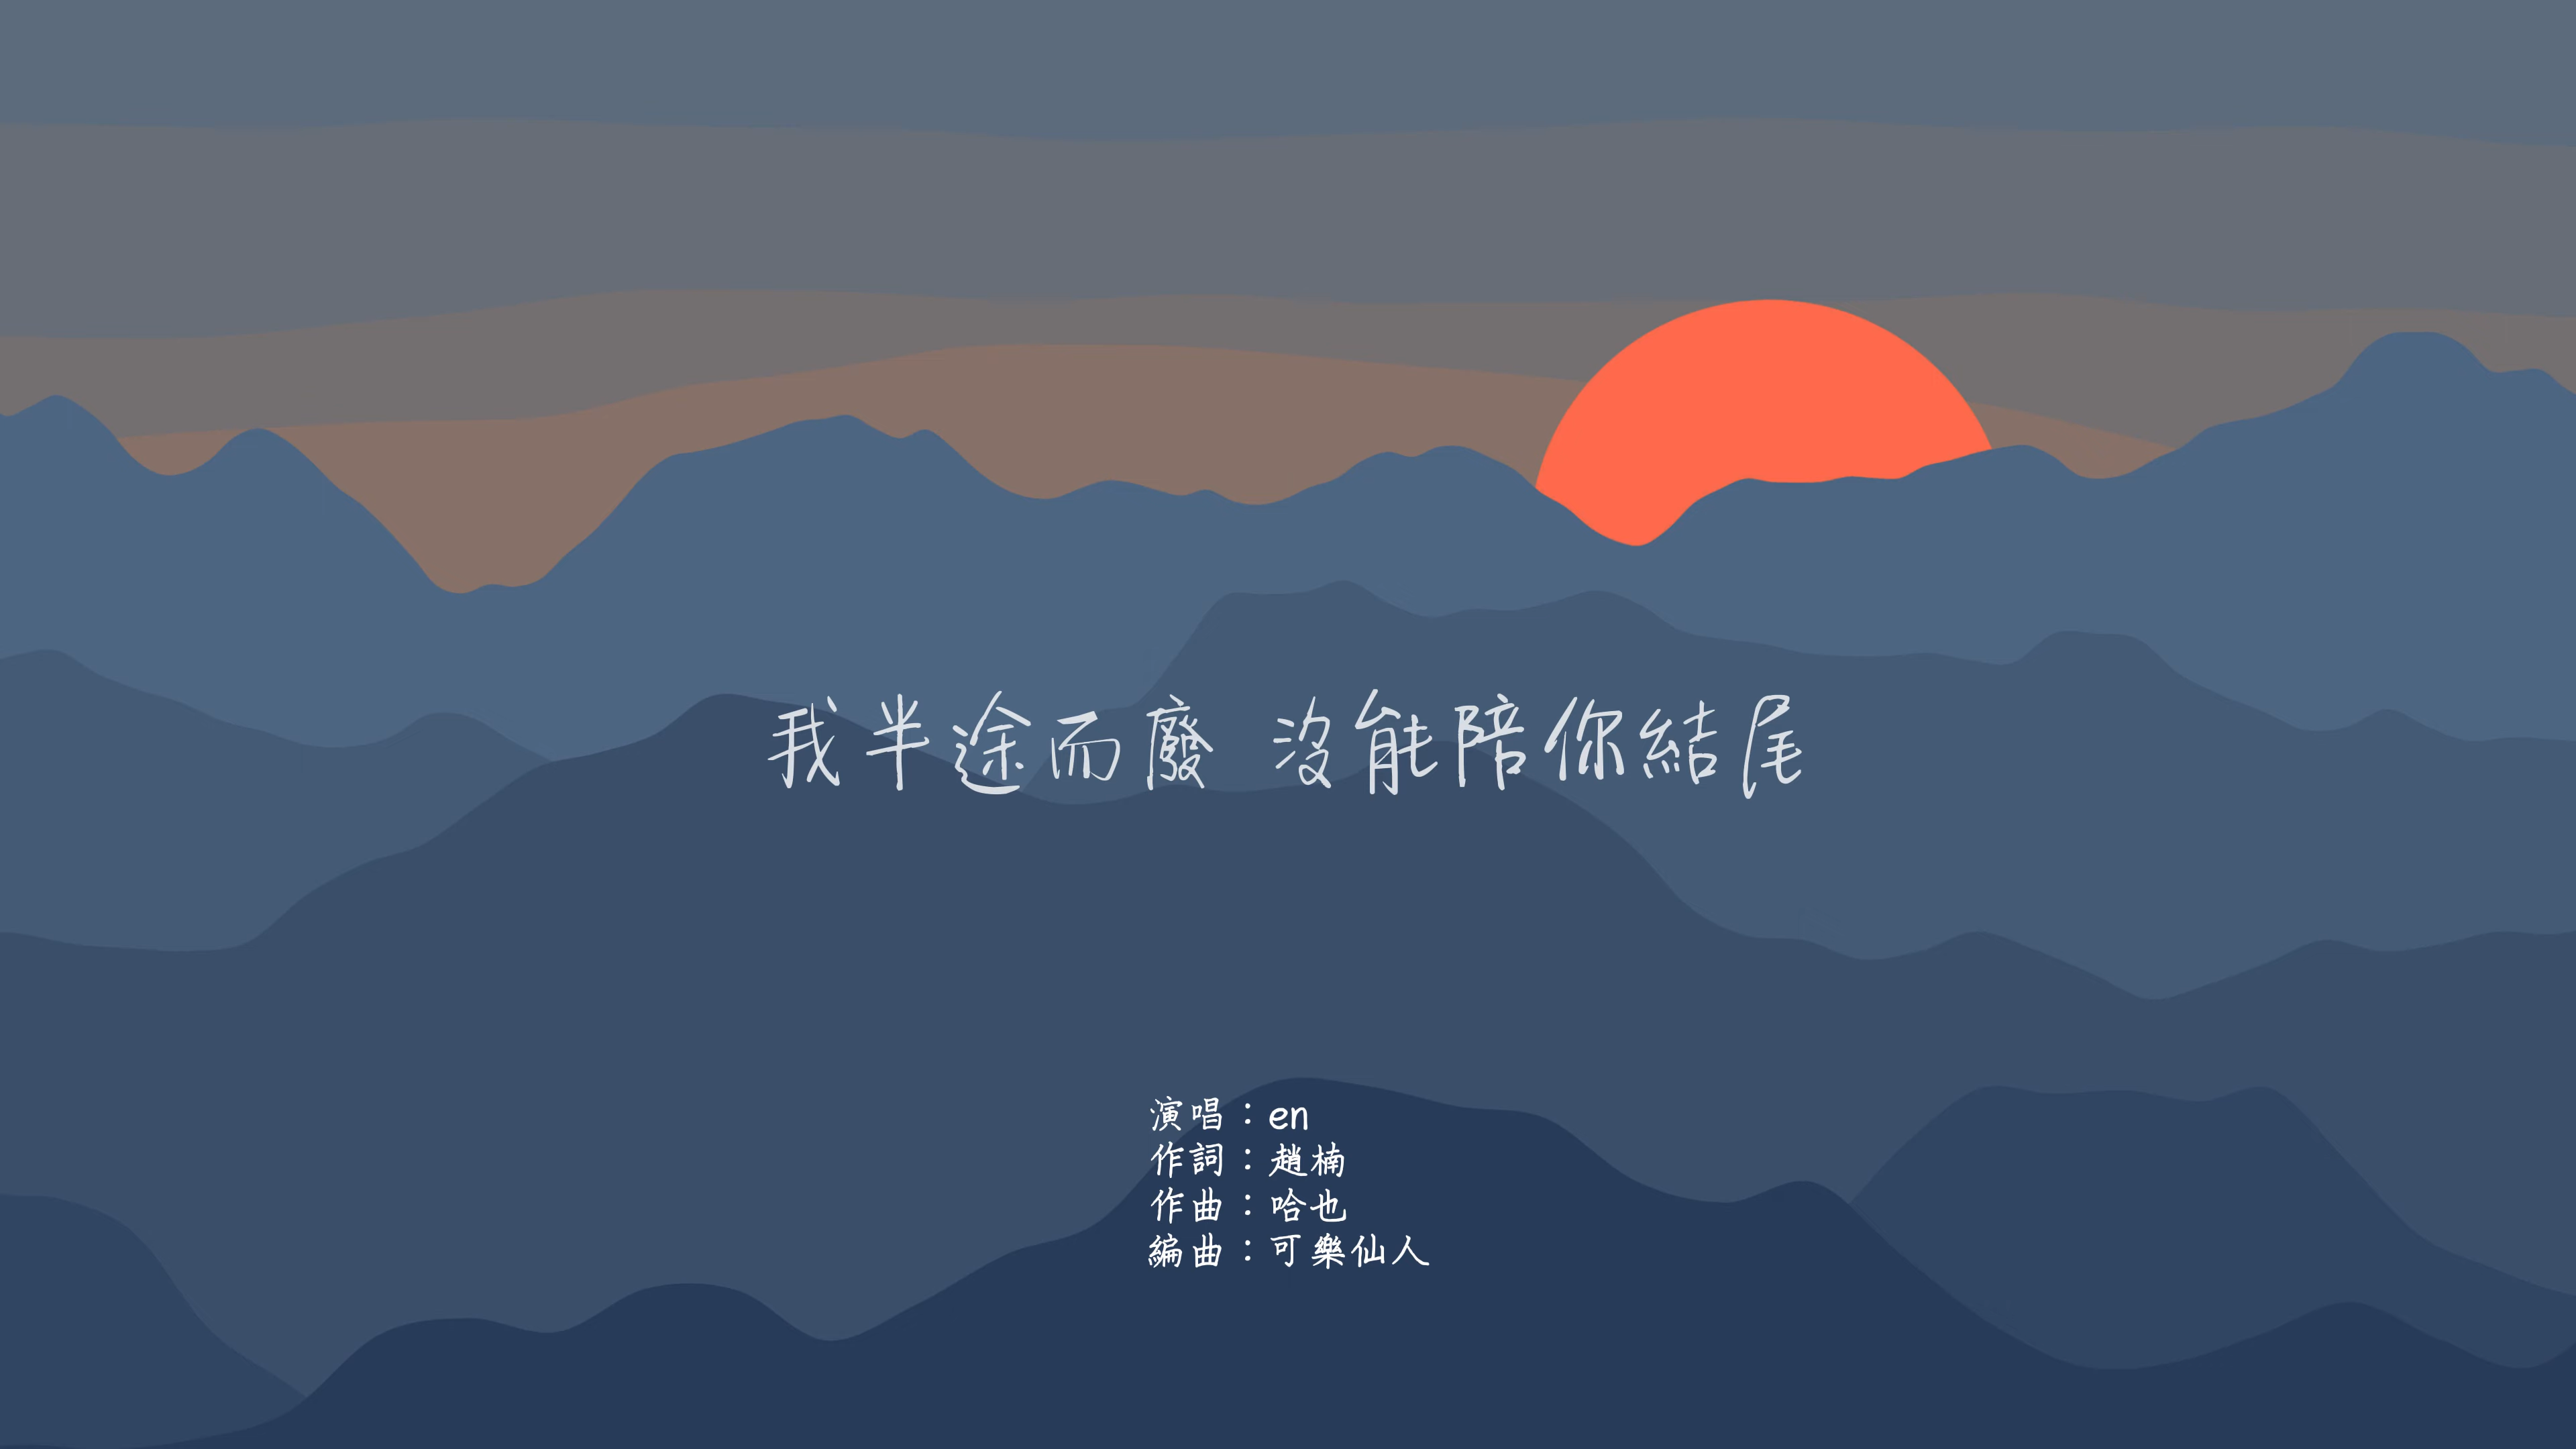 我半途而廢 沒能陪你結尾
演唱：en
作詞：趙楠
作曲：哈也
編曲：可樂仙人